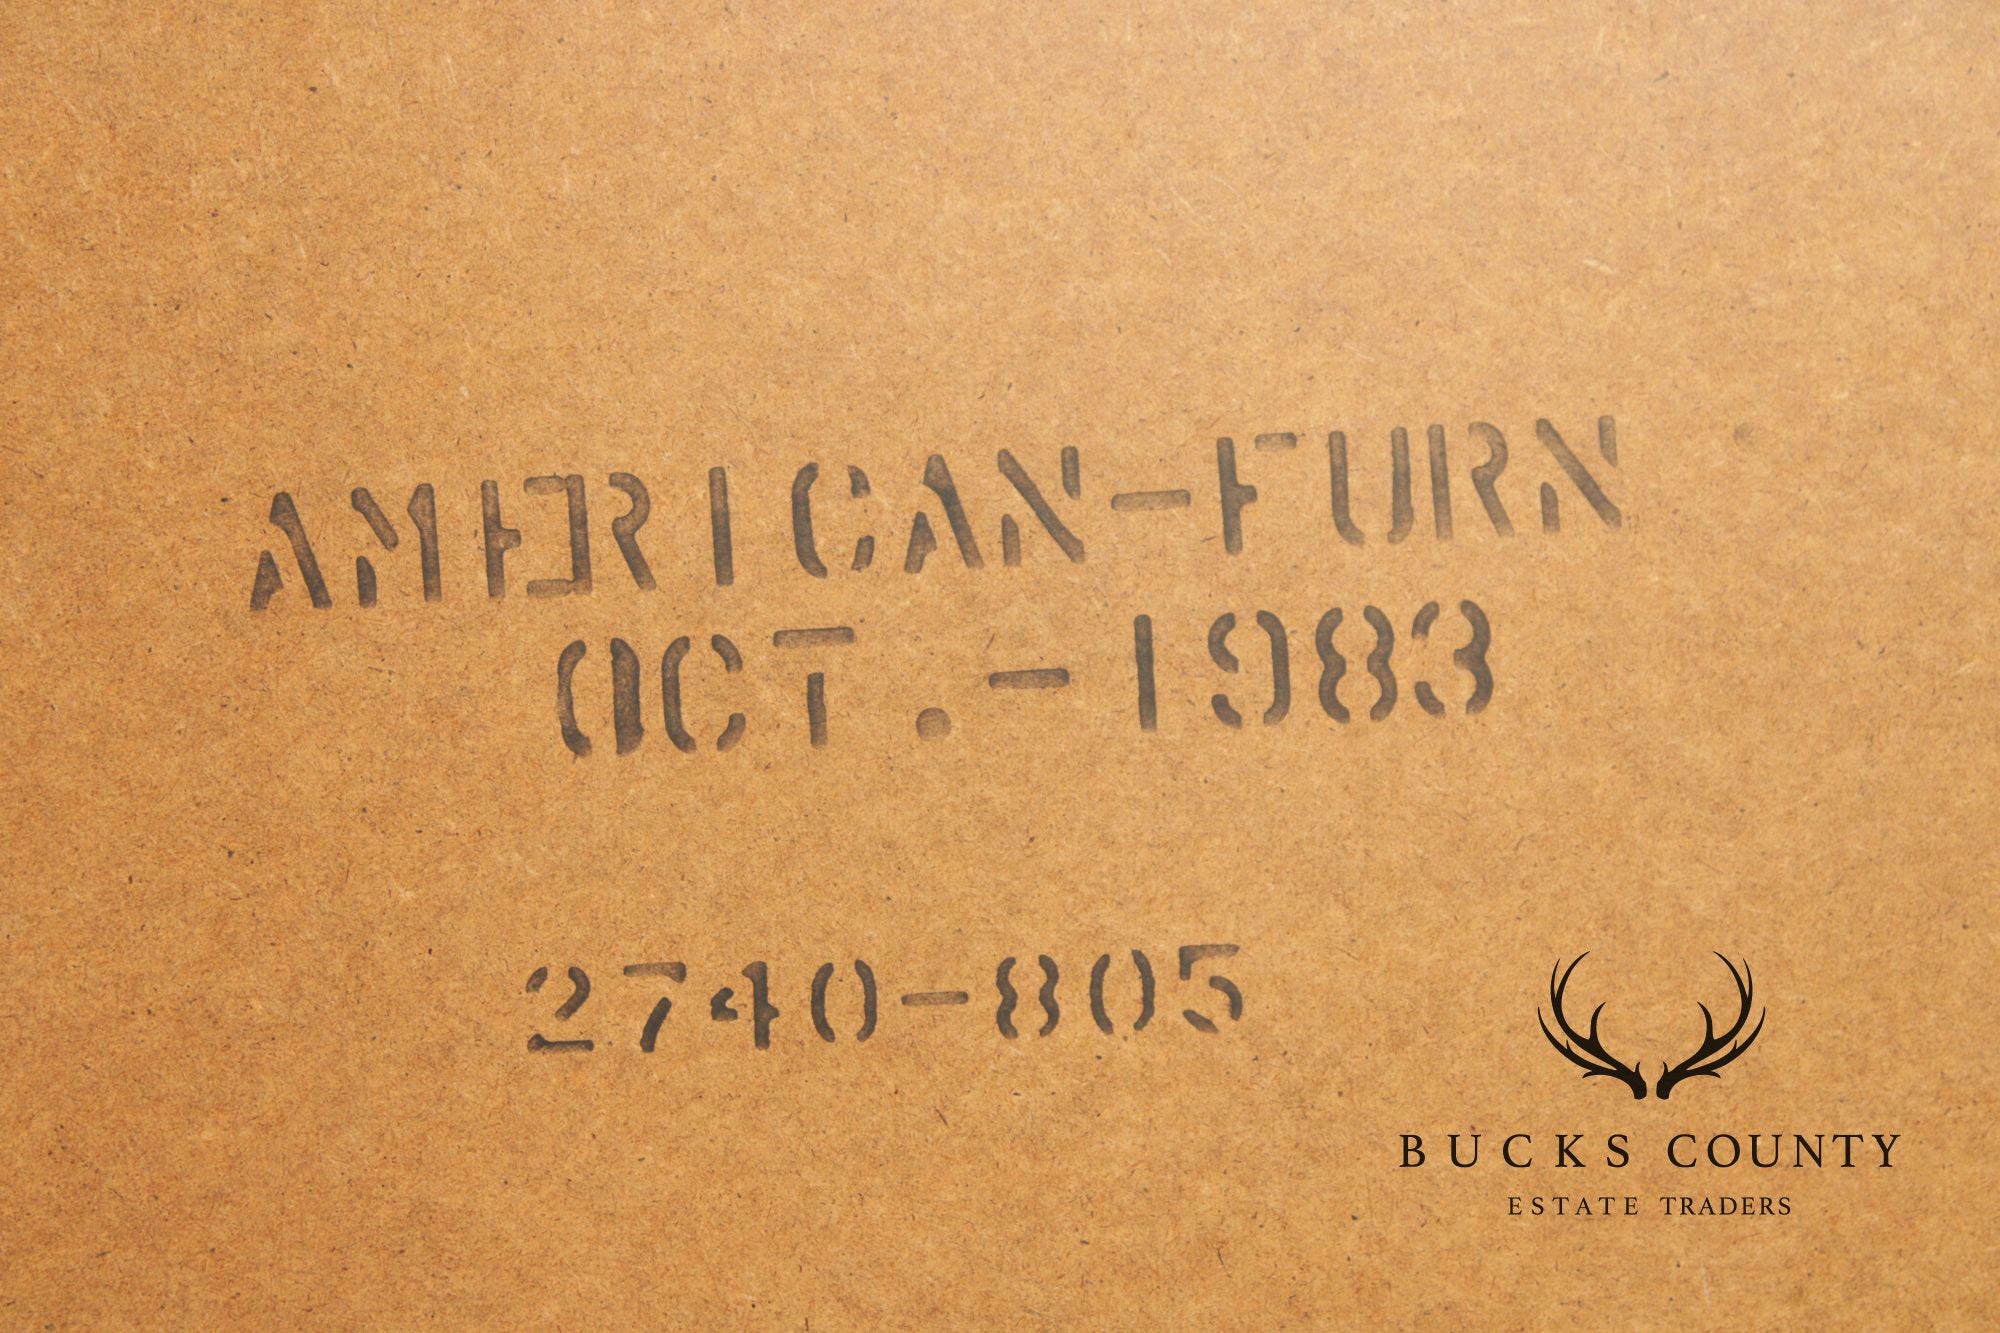 AMERICAN-FURN
OCT.-1983
2740-805
BUCKS COUNTY
ESTATE TRADERS